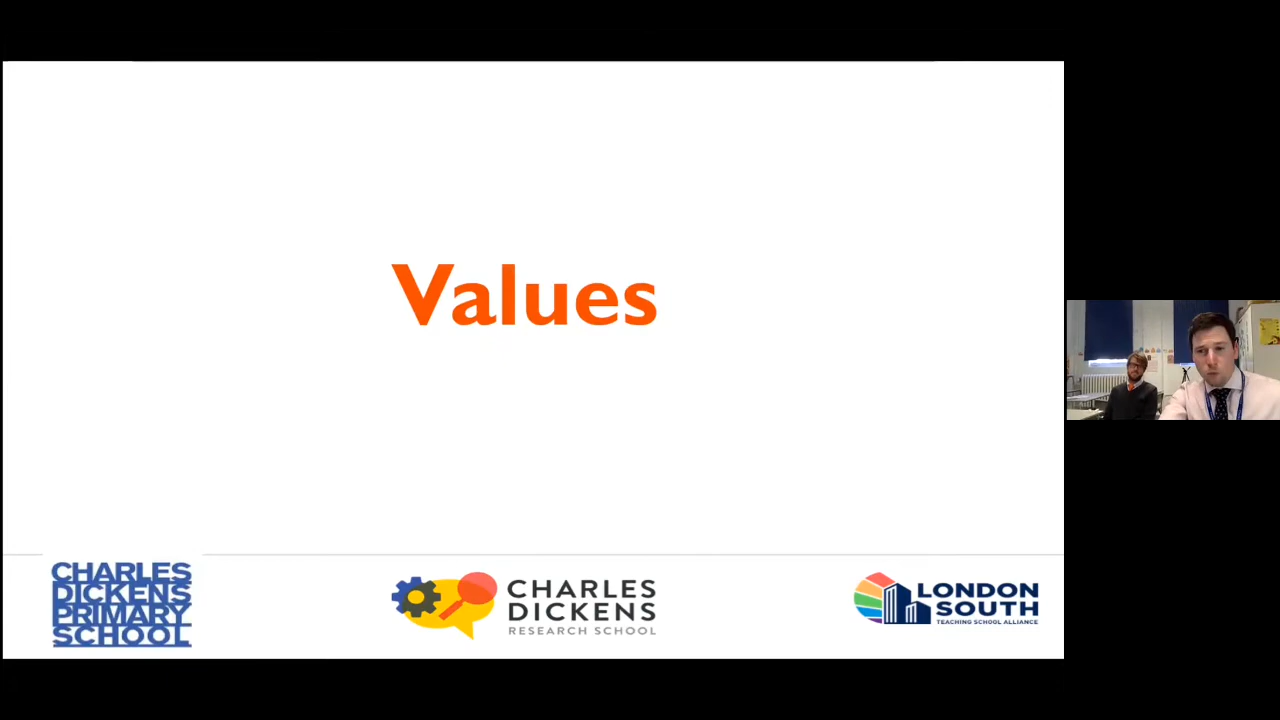 Values
CHARLES
DICKENS
PRIMARY
SCHOOL
CHARLES
DICKENS
RESEARCH SCHOOL
LONDON
SOUTH
TEACHING SCHOOL ALLIANCE